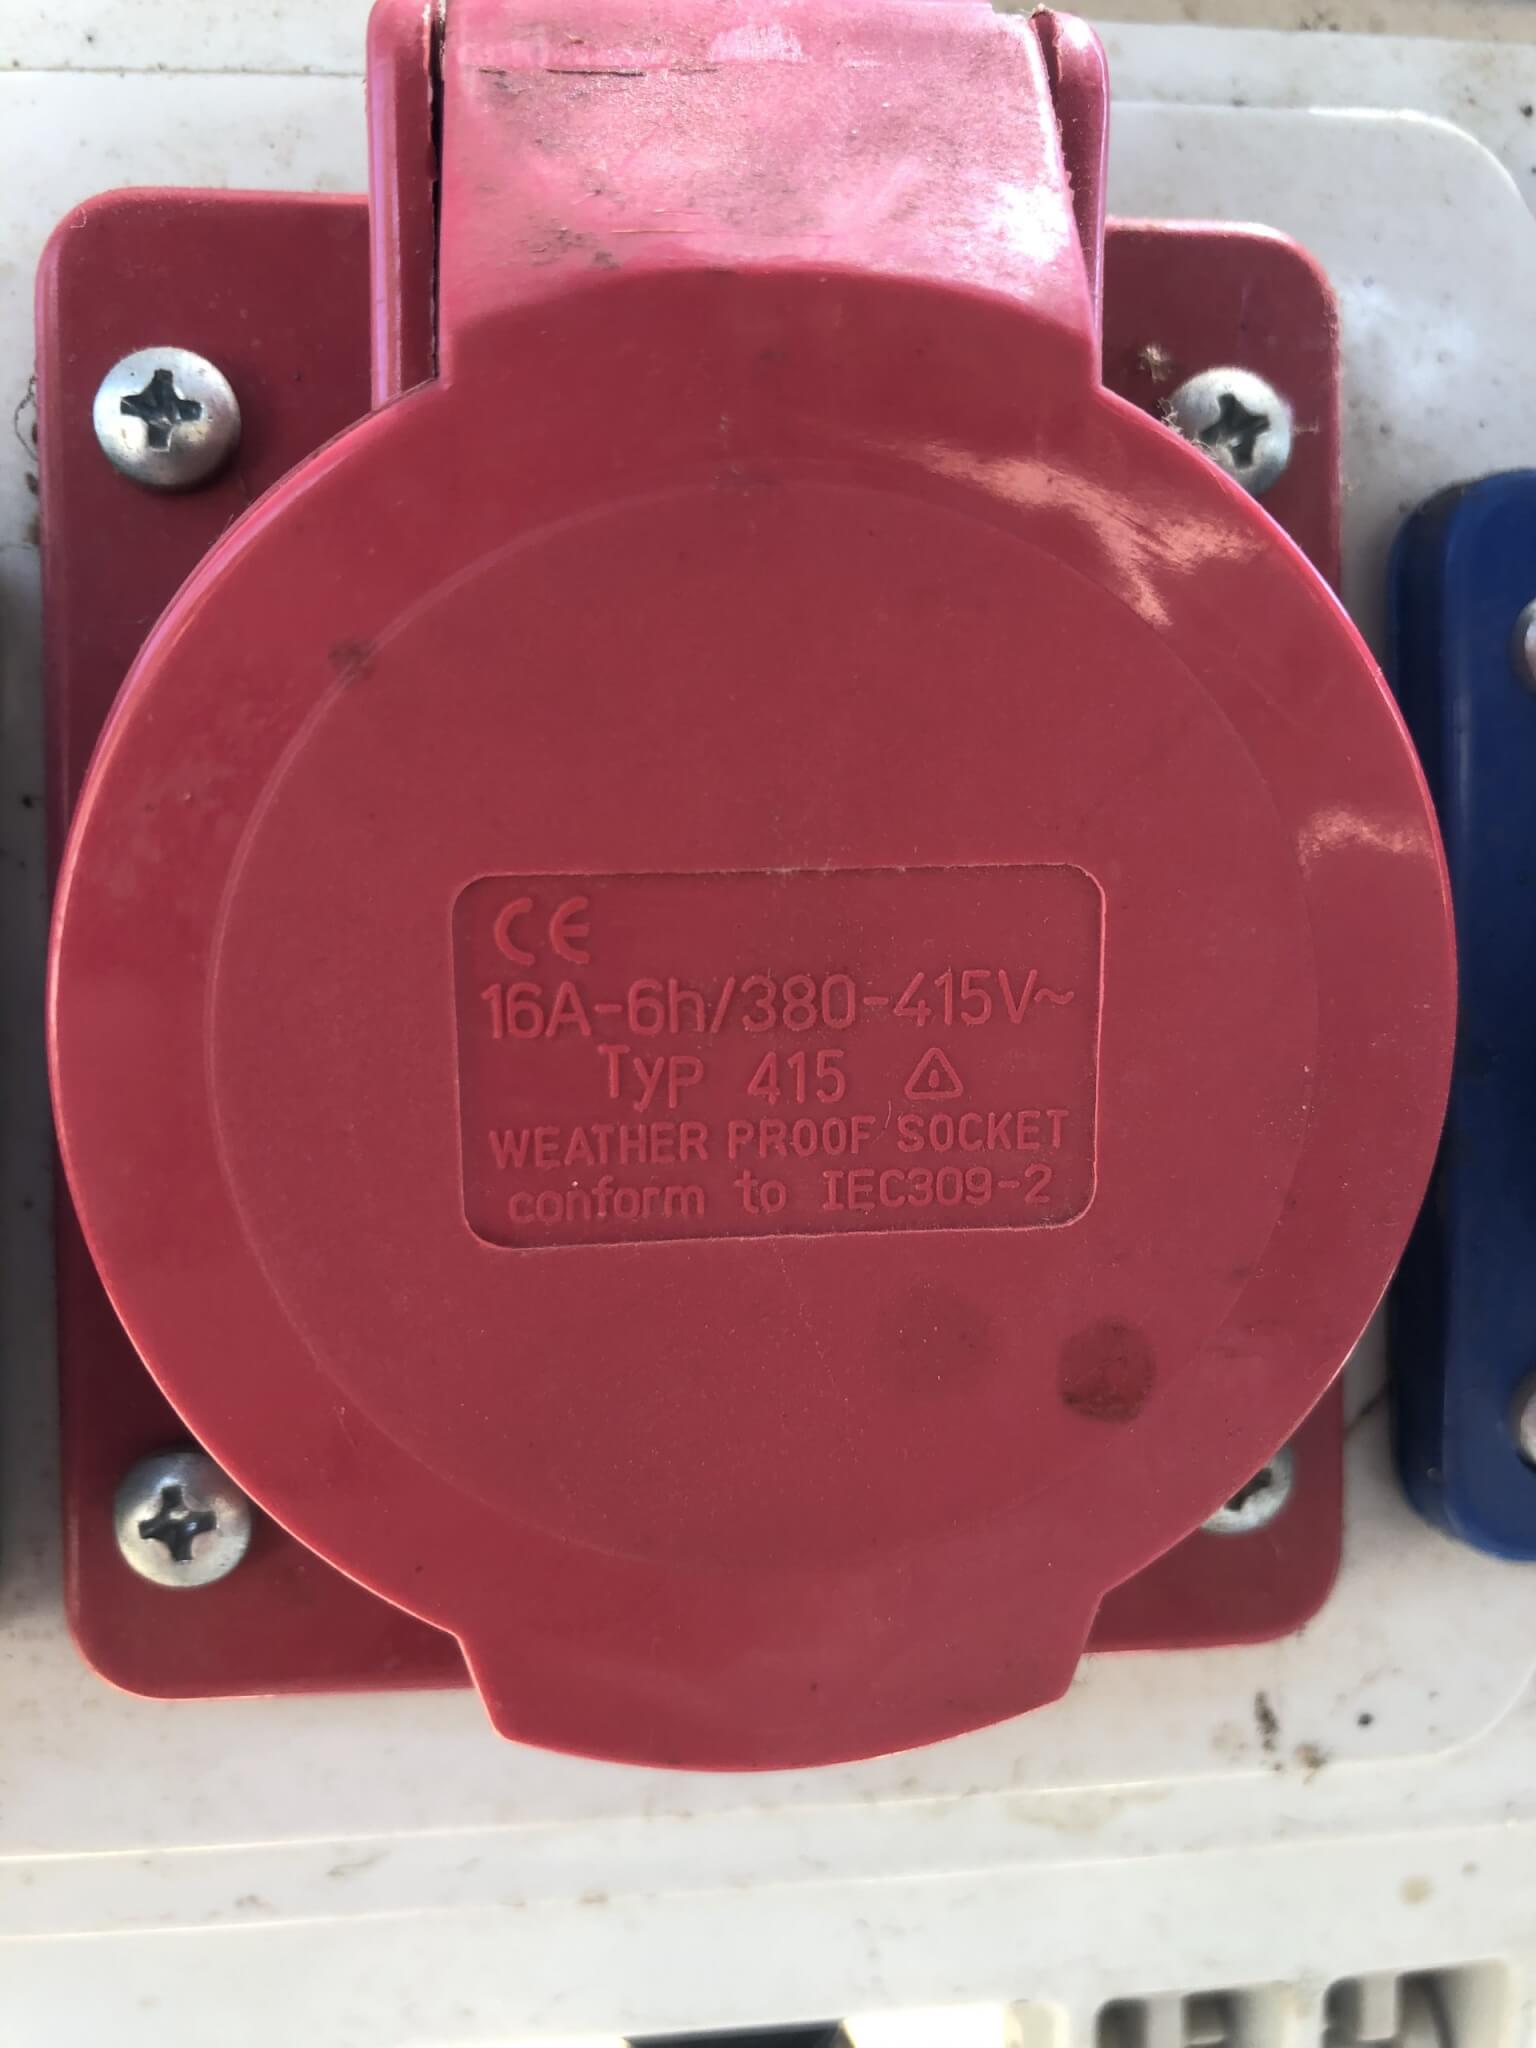 CE
16A-6h/380-415V~
Typ 415
WEATHER PROOF SOCKET
conform to IEC309-2